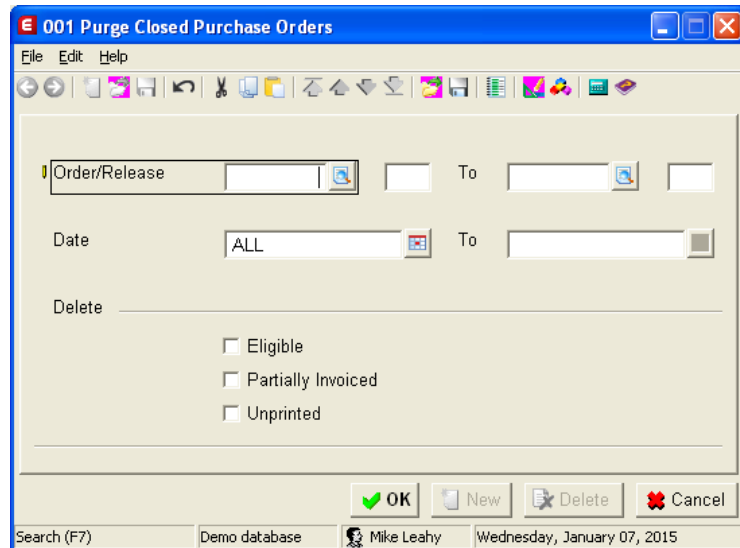 E 001 Purge Closed Purchase Orders
File Edit Help
Order/Release To
Date ALL To
Delete
Eligible
Partially Invoiced
Unprinted
OK New Delete Cancel
Search (F7) Demo database Mike Leahy Wednesday, January 07, 2015